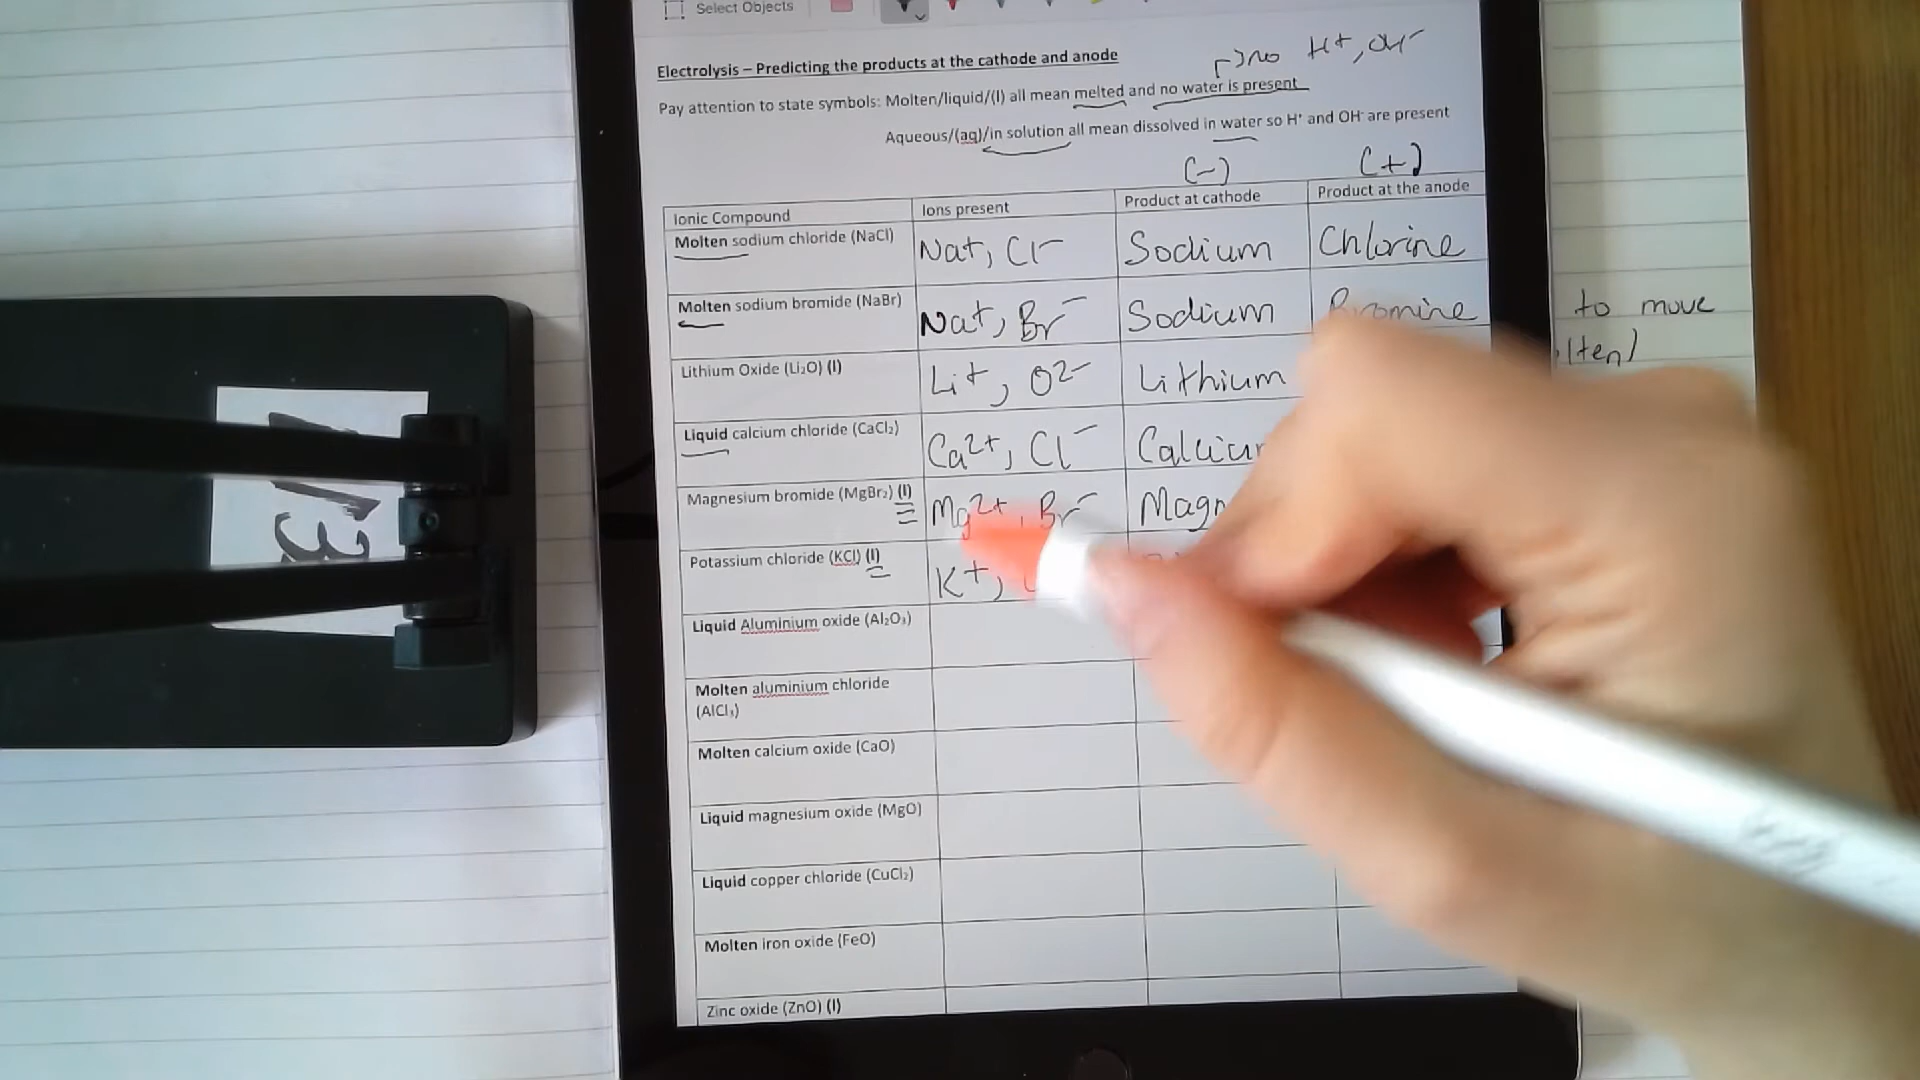 Select Objects
Electrolysis – Predicting the products at the cathode and anode
no H+, OH-
Pay attention to state symbols: Molten/liquid/(l) all mean melted and no water is present
Aqueous/(aq)/in solution all mean dissolved in water so H⁺ and OH⁻ are present
(-) (+)
Ionic Compound Ions present Product at cathode Product at the anode
Molten sodium chloride (NaCl) Na+, Cl- Sodium Chlorine
Molten sodium bromide (NaBr) Na+, Br- Sodium Bromine
to move
Lithium Oxide (Li₂O) (l) Li+, O2- Lithium
Liquid calcium chloride (CaCl₂) Ca2+, Cl-
Magnesium bromide (MgBr₂) (l) Mg2+, Br-
Potassium chloride (KCl) (l) K+,
Liquid Aluminium oxide (Al₂O₃)
Molten aluminium chloride
(AlCl₃)
Molten calcium oxide (CaO)
Liquid magnesium oxide (MgO)
Liquid copper chloride (CuCl₂)
Molten iron oxide (FeO)
Zinc oxide (ZnO) (l)